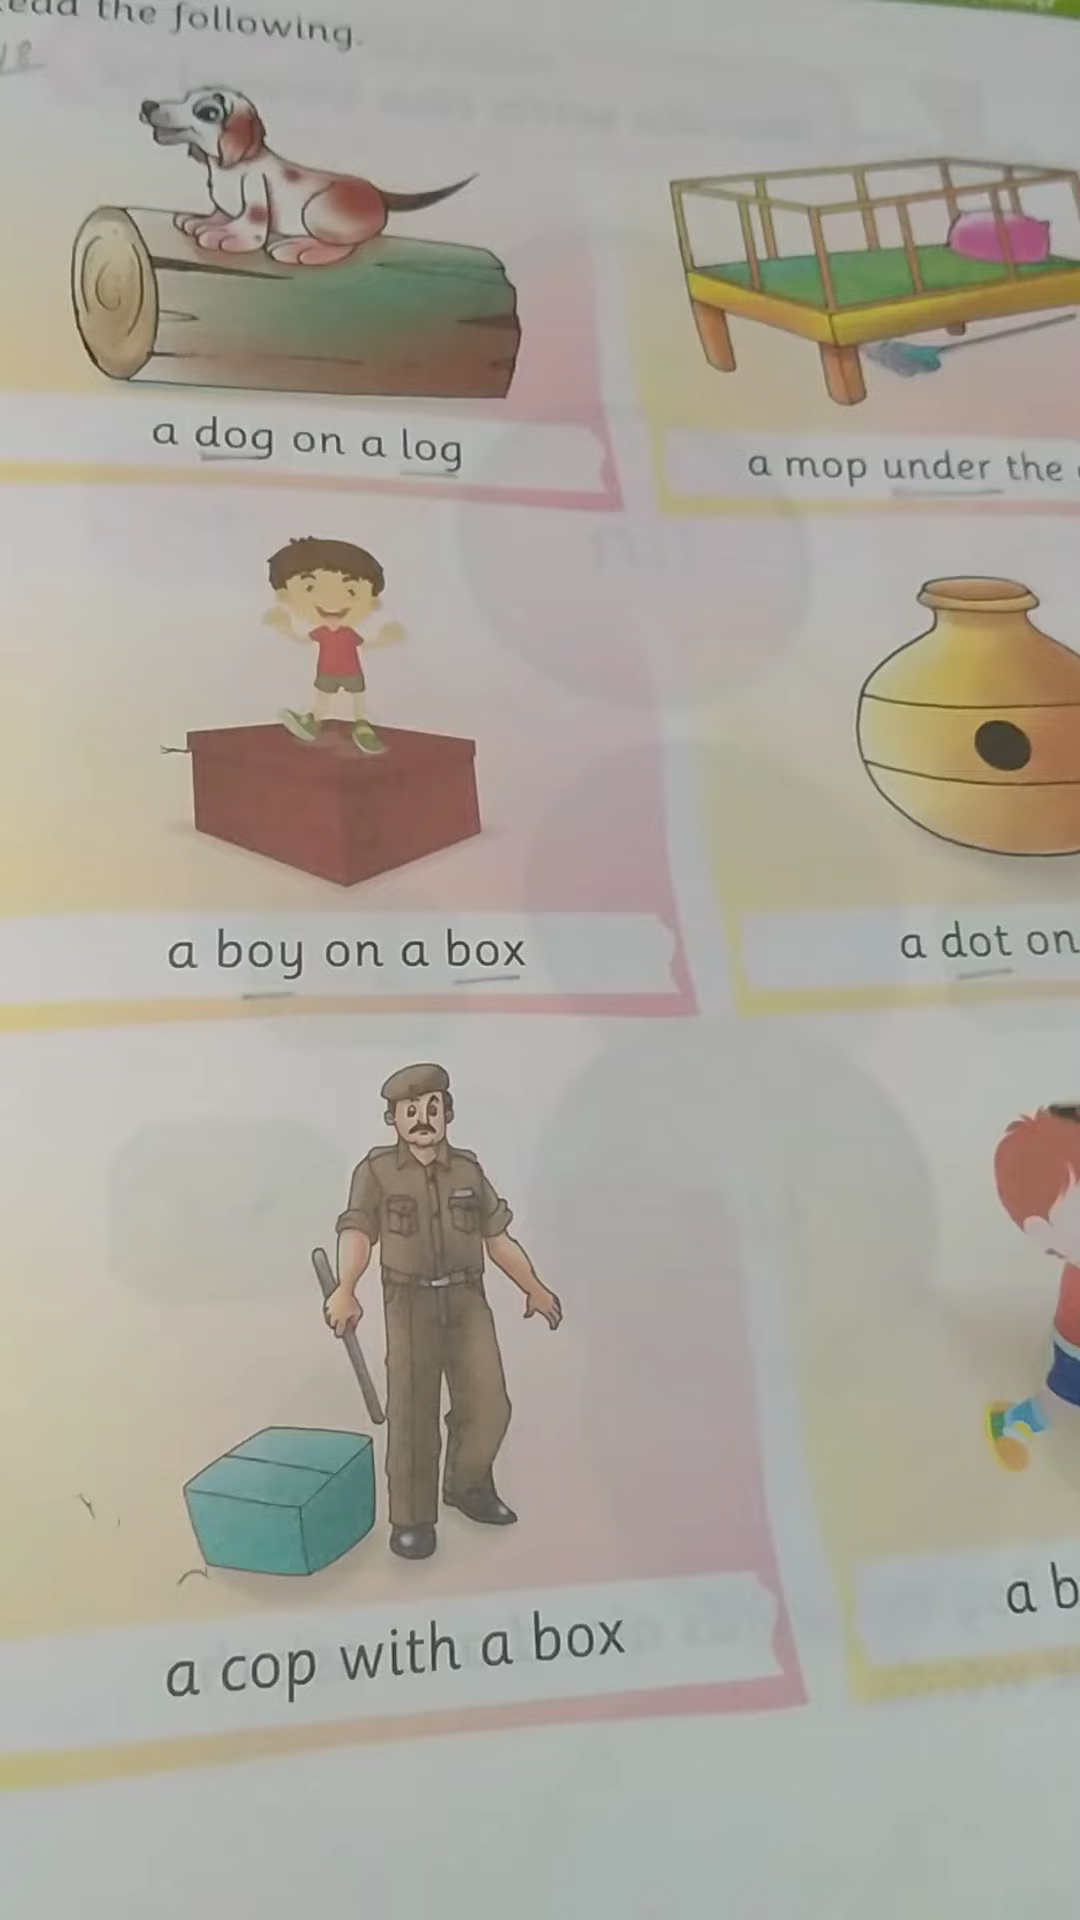 the following.
a dog on a log
a mop under the
a boy on a box
a dot on
a cop with a box
a